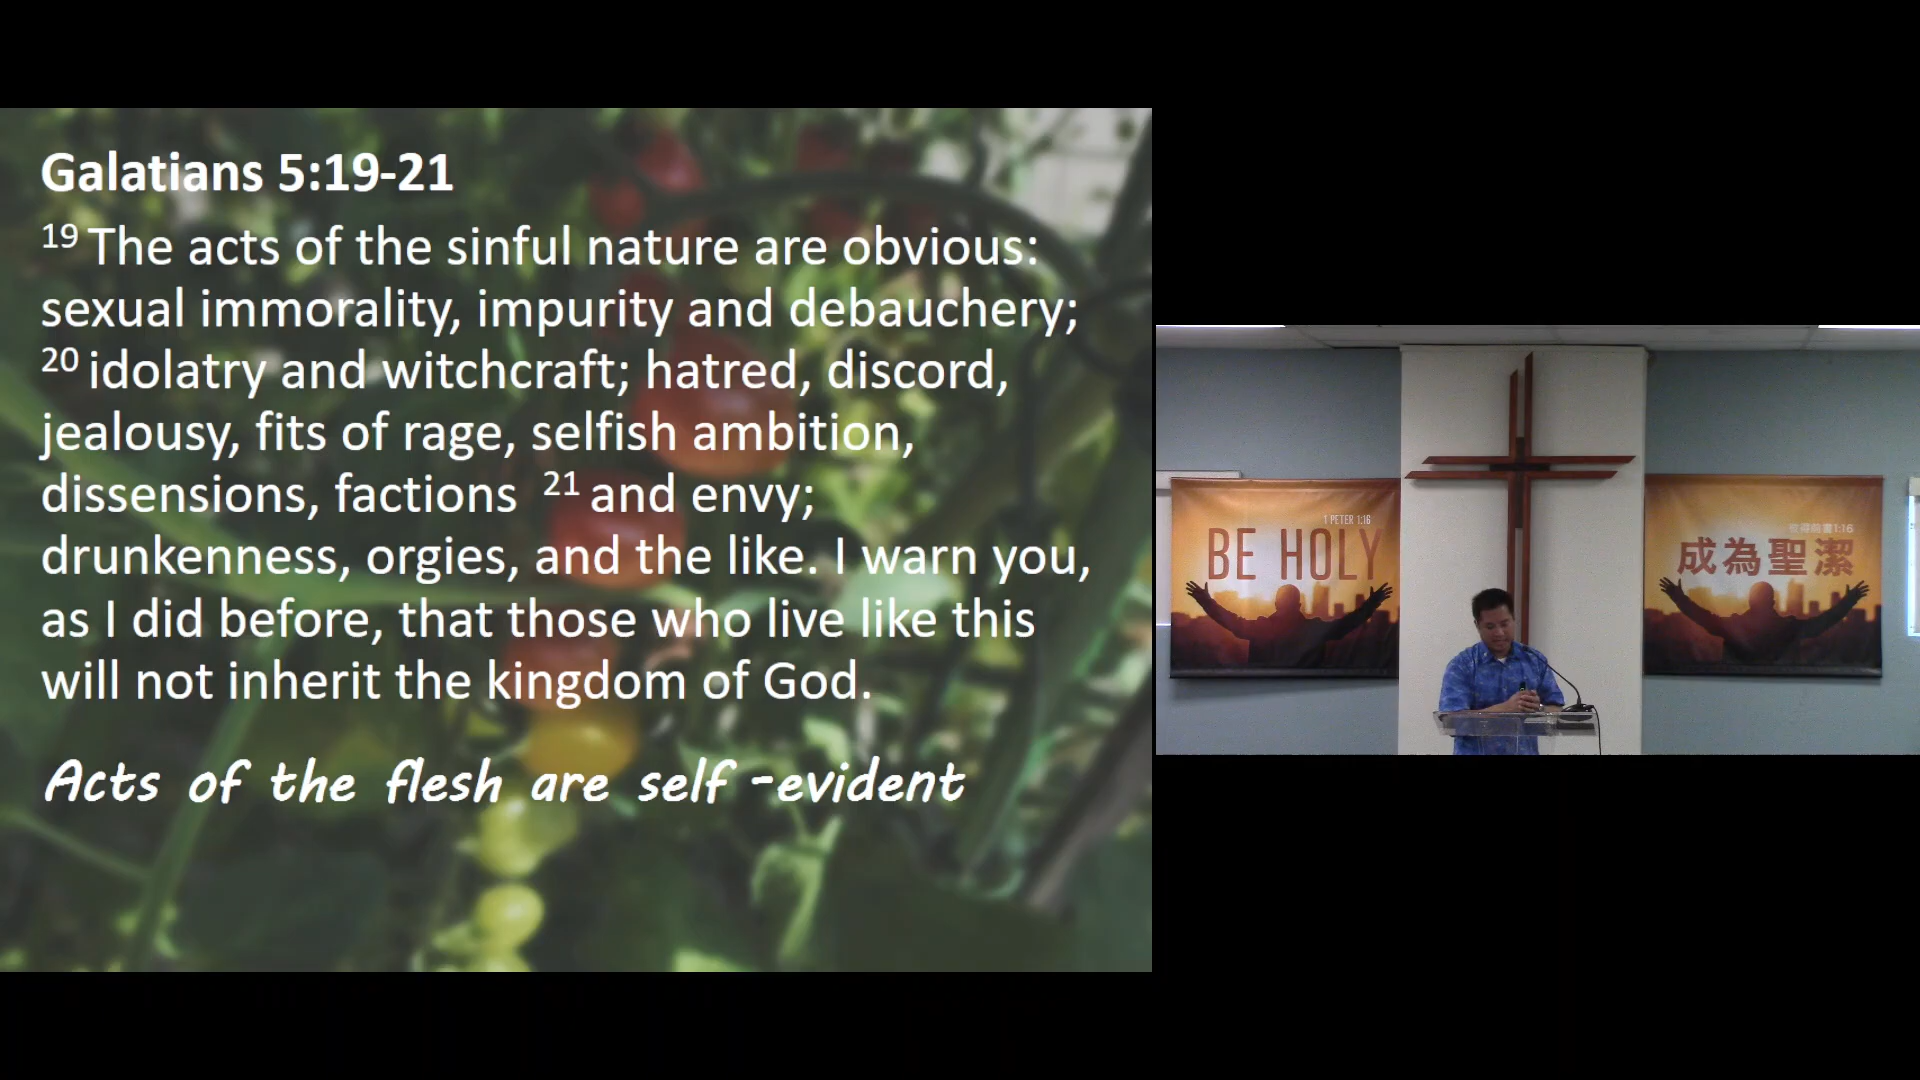 Galatians 5:19-21
19 The acts of the sinful nature are obvious:
sexual immorality, impurity and debauchery;
20 idolatry and witchcraft; hatred, discord,
jealousy, fits of rage, selfish ambition,
dissensions, factions 21 and envy;
drunkenness, orgies, and the like. I warn you,
as I did before, that those who live like this
will not inherit the kingdom of God.
Acts of the flesh are self -evident
1 PETER 1:16
BE HOLY
1:16
成為聖潔